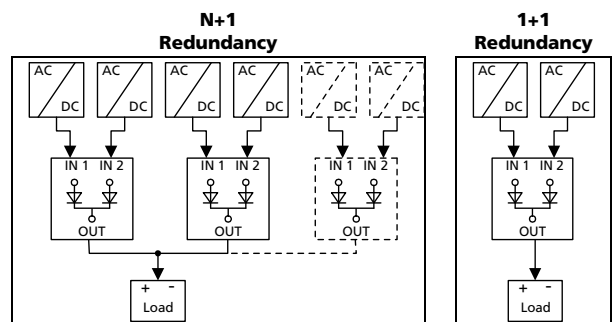 N+1
Redundancy
1+1
Redundancy
AC AC AC AC AC AC AC AC
DC DC DC DC DC DC DC DC
IN 1 IN 2 IN 1 IN 2 IN 1 IN 2 IN 1 IN 2
OUT OUT OUT OUT
+ - + -
Load Load